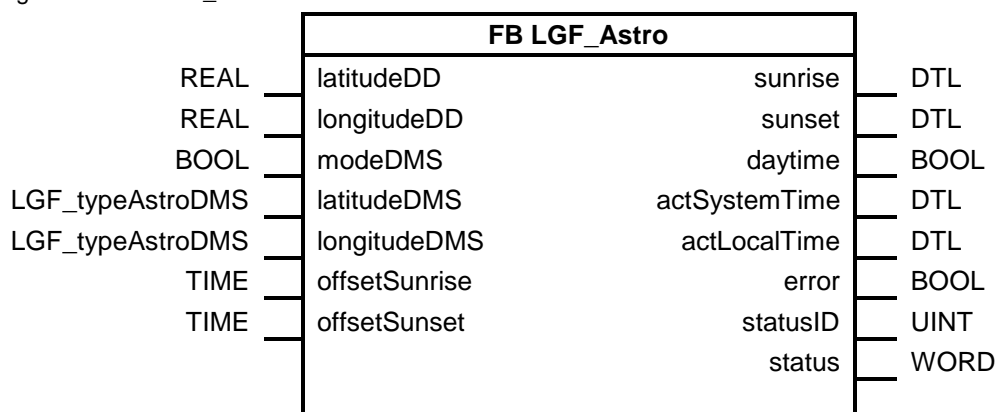 FB LGF_Astro
REAL latitudeDD sunrise DTL
REAL longitudeDD sunset DTL
BOOL modeDMS daytime BOOL
LGF_typeAstroDMS latitudeDMS actSystemTime DTL
LGF_typeAstroDMS longitudeDMS actLocalTime DTL
TIME offsetSunrise error BOOL
TIME offsetSunset statusID UINT
status WORD